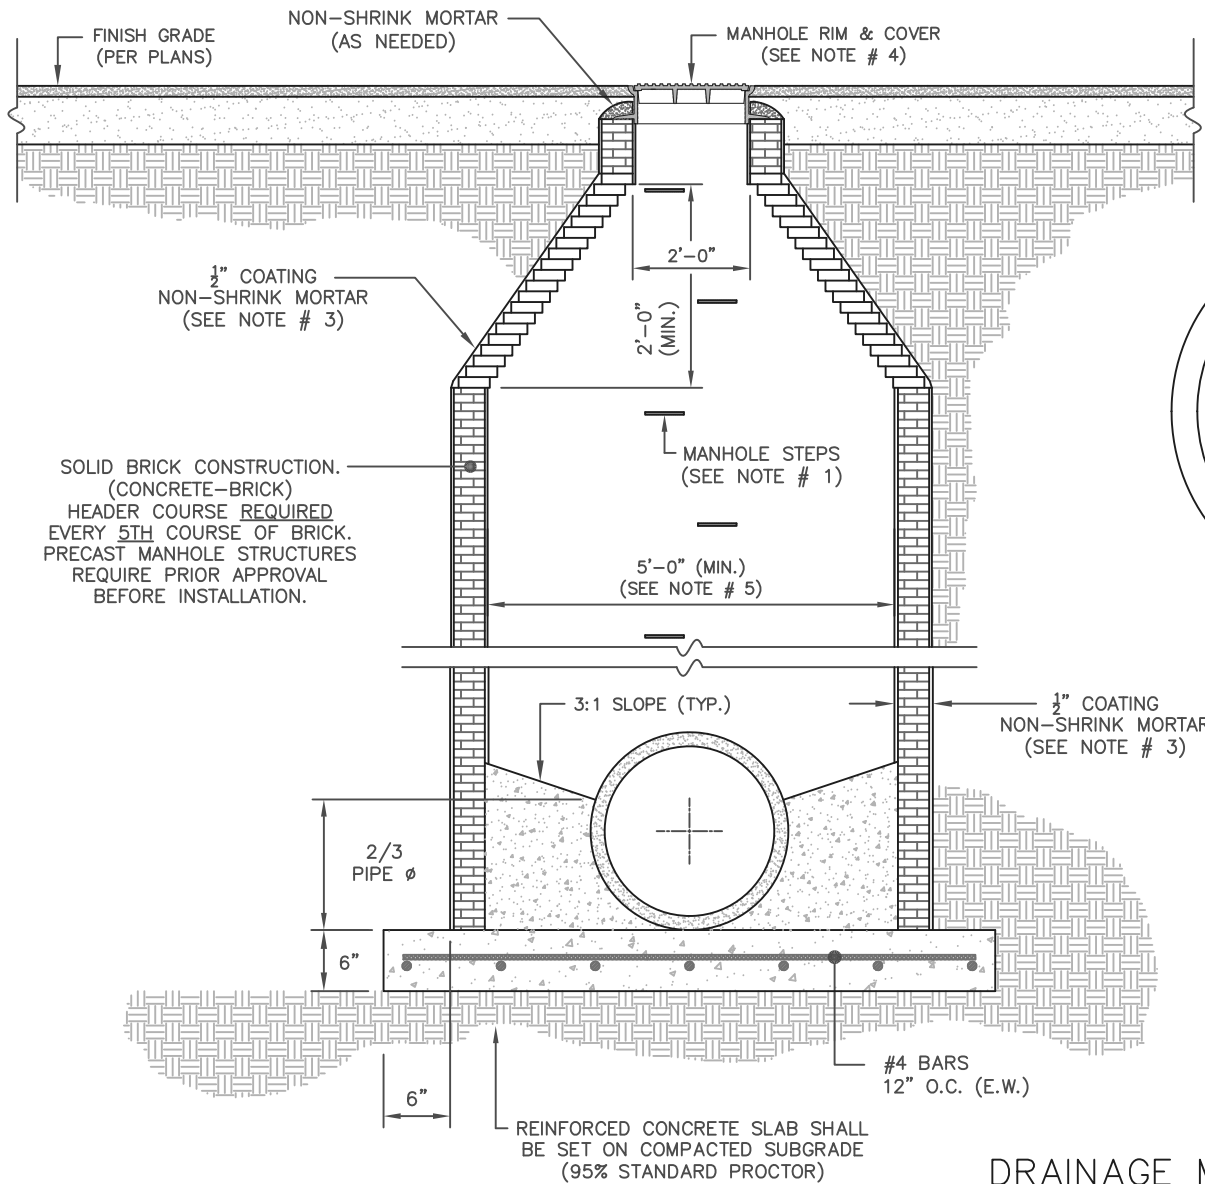 NON-SHRINK MORTAR
(AS NEEDED)
FINISH GRADE
(PER PLANS)
MANHOLE RIM & COVER
(SEE NOTE # 4)
2'-0"
2'-0"
(MIN.)
½" COATING
NON-SHRINK MORTAR
(SEE NOTE # 3)
MANHOLE STEPS
(SEE NOTE # 1)
SOLID BRICK CONSTRUCTION.
(CONCRETE-BRICK)
HEADER COURSE REQUIRED
EVERY 5TH COURSE OF BRICK.
PRECAST MANHOLE STRUCTURES
REQUIRE PRIOR APPROVAL
BEFORE INSTALLATION.
5'-0" (MIN.)
(SEE NOTE # 5)
3:1 SLOPE (TYP.)
½" COATING
NON-SHRINK MORTAR
(SEE NOTE # 3)
2/3
PIPE ø
6"
6"
#4 BARS
12" O.C. (E.W.)
REINFORCED CONCRETE SLAB SHALL
BE SET ON COMPACTED SUBGRADE
(95% STANDARD PROCTOR)
DRAINAGE M